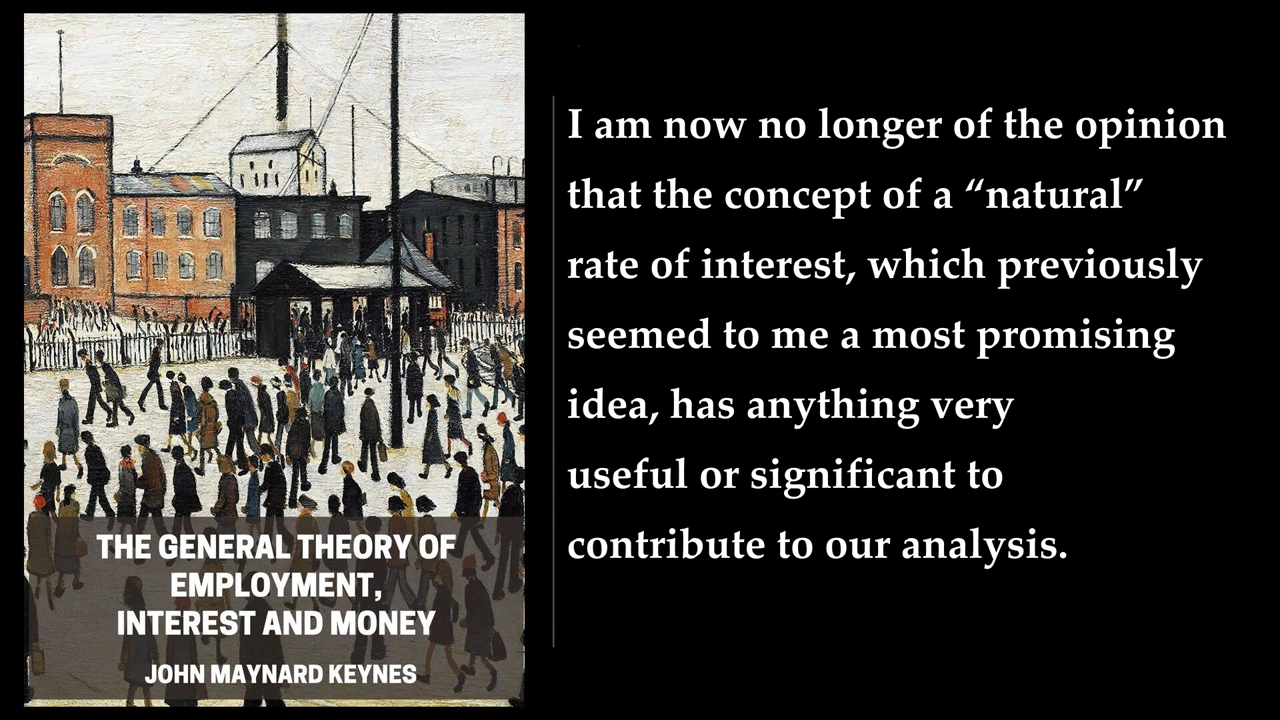 THE GENERAL THEORY OF
EMPLOYMENT,
INTEREST AND MONEY
JOHN MAYNARD KEYNES
I am now no longer of the opinion
that the concept of a “natural”
rate of interest, which previously
seemed to me a most promising
idea, has anything very
useful or significant to
contribute to our analysis.